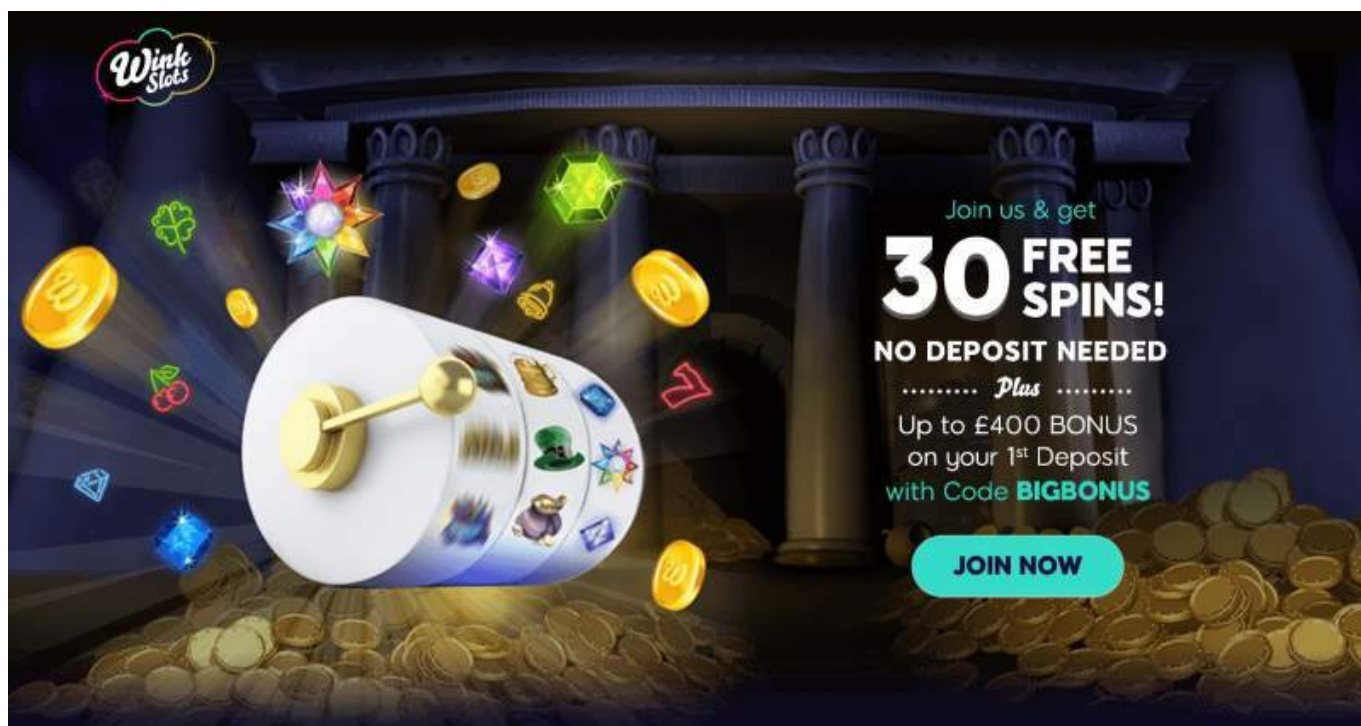 Wink
Slots
Join us & get
30 FREE
SPINS!
NO DEPOSIT NEEDED
Plus
Up to £400 BONUS
on your 1st Deposit
with Code BIGBONUS
JOIN NOW